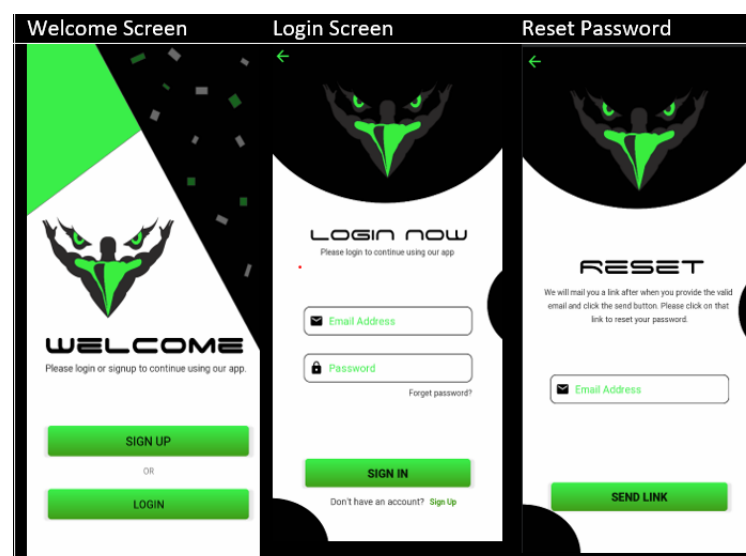 Welcome Screen
Login Screen
Reset Password
WELCOME
Please login or signup to continue using our app.
SIGN UP
OR
LOGIN
LOGIN NOW
Please login to continue using our app
Email Address
Password
Forget password?
SIGN IN
Don't have an account? Sign Up
RESET
We will mail you a link after when you provide the valid
email and click the send button. Please click on that
link to reset your password.
Email Address
SEND LINK